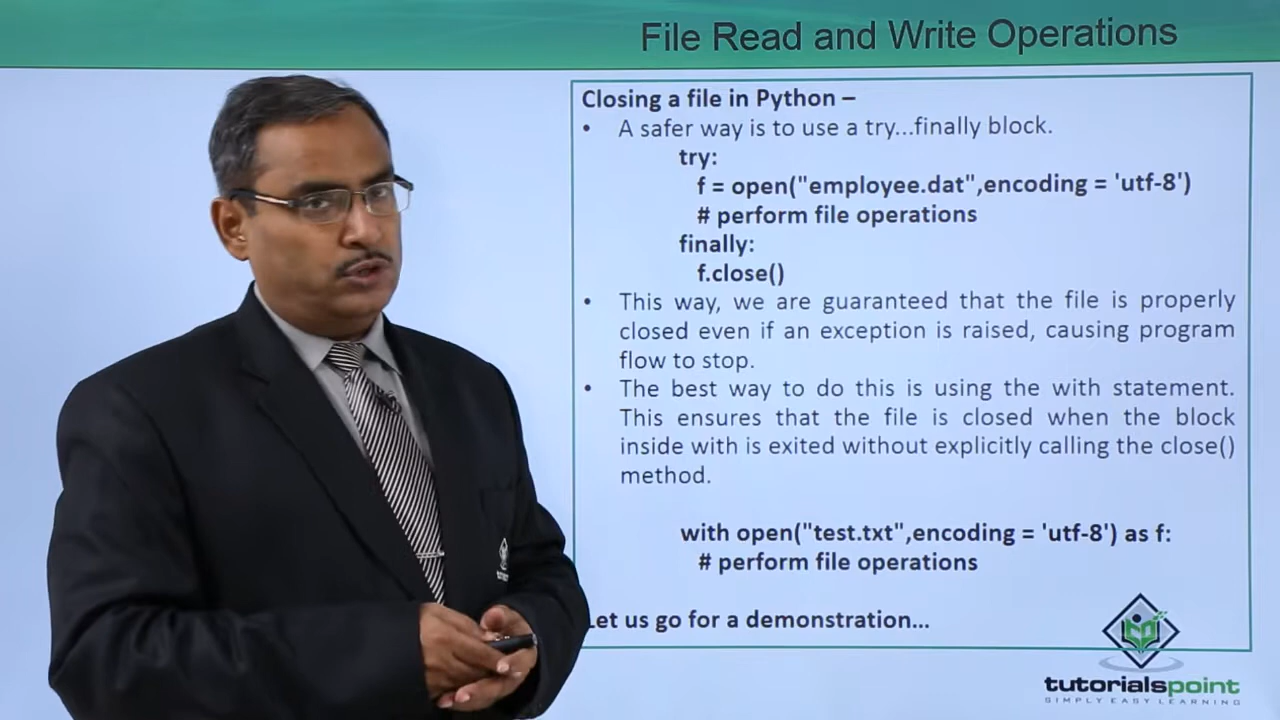 File Read and Write Operations
Closing a file in Python –
• A safer way is to use a try...finally block.
try:
f = open("employee.dat",encoding = 'utf-8')
# perform file operations
finally:
f.close()
• This way, we are guaranteed that the file is properly
closed even if an exception is raised, causing program
flow to stop.
• The best way to do this is using the with statement.
This ensures that the file is closed when the block
inside with is exited without explicitly calling the close()
method.
with open("test.txt",encoding = 'utf-8') as f:
# perform file operations
Let us go for a demonstration...
tutorialspoint
SIMPLY EASY LEARNING